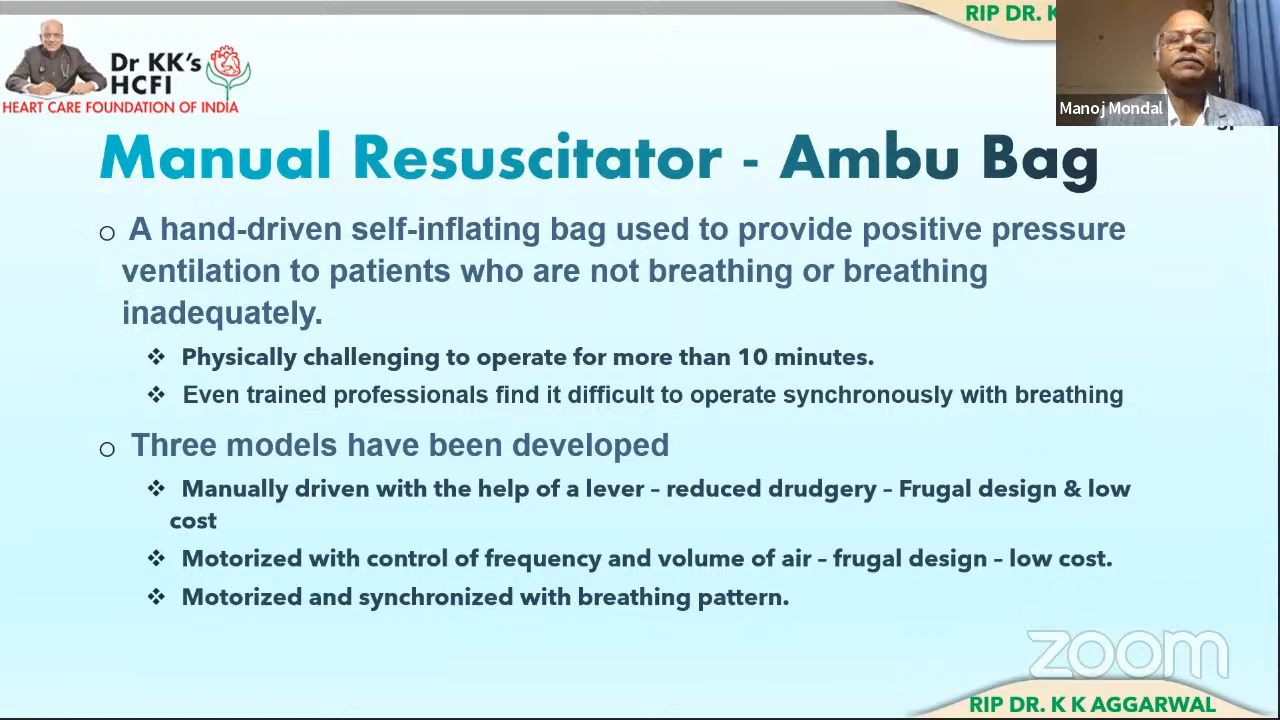 RIP DR. K
Dr KK's
HCFI
HEART CARE FOUNDATION OF INDIA
Manoj Mondal
Manual Resuscitator - Ambu Bag
o A hand-driven self-inflating bag used to provide positive pressure
ventilation to patients who are not breathing or breathing
inadequately.
❖ Physically challenging to operate for more than 10 minutes.
❖ Even trained professionals find it difficult to operate synchronously with breathing
o Three models have been developed
❖ Manually driven with the help of a lever – reduced drudgery – Frugal design & low
cost
❖ Motorized with control of frequency and volume of air – frugal design – low cost.
❖ Motorized and synchronized with breathing pattern.
zoom
RIP DR. K K AGGARWAL